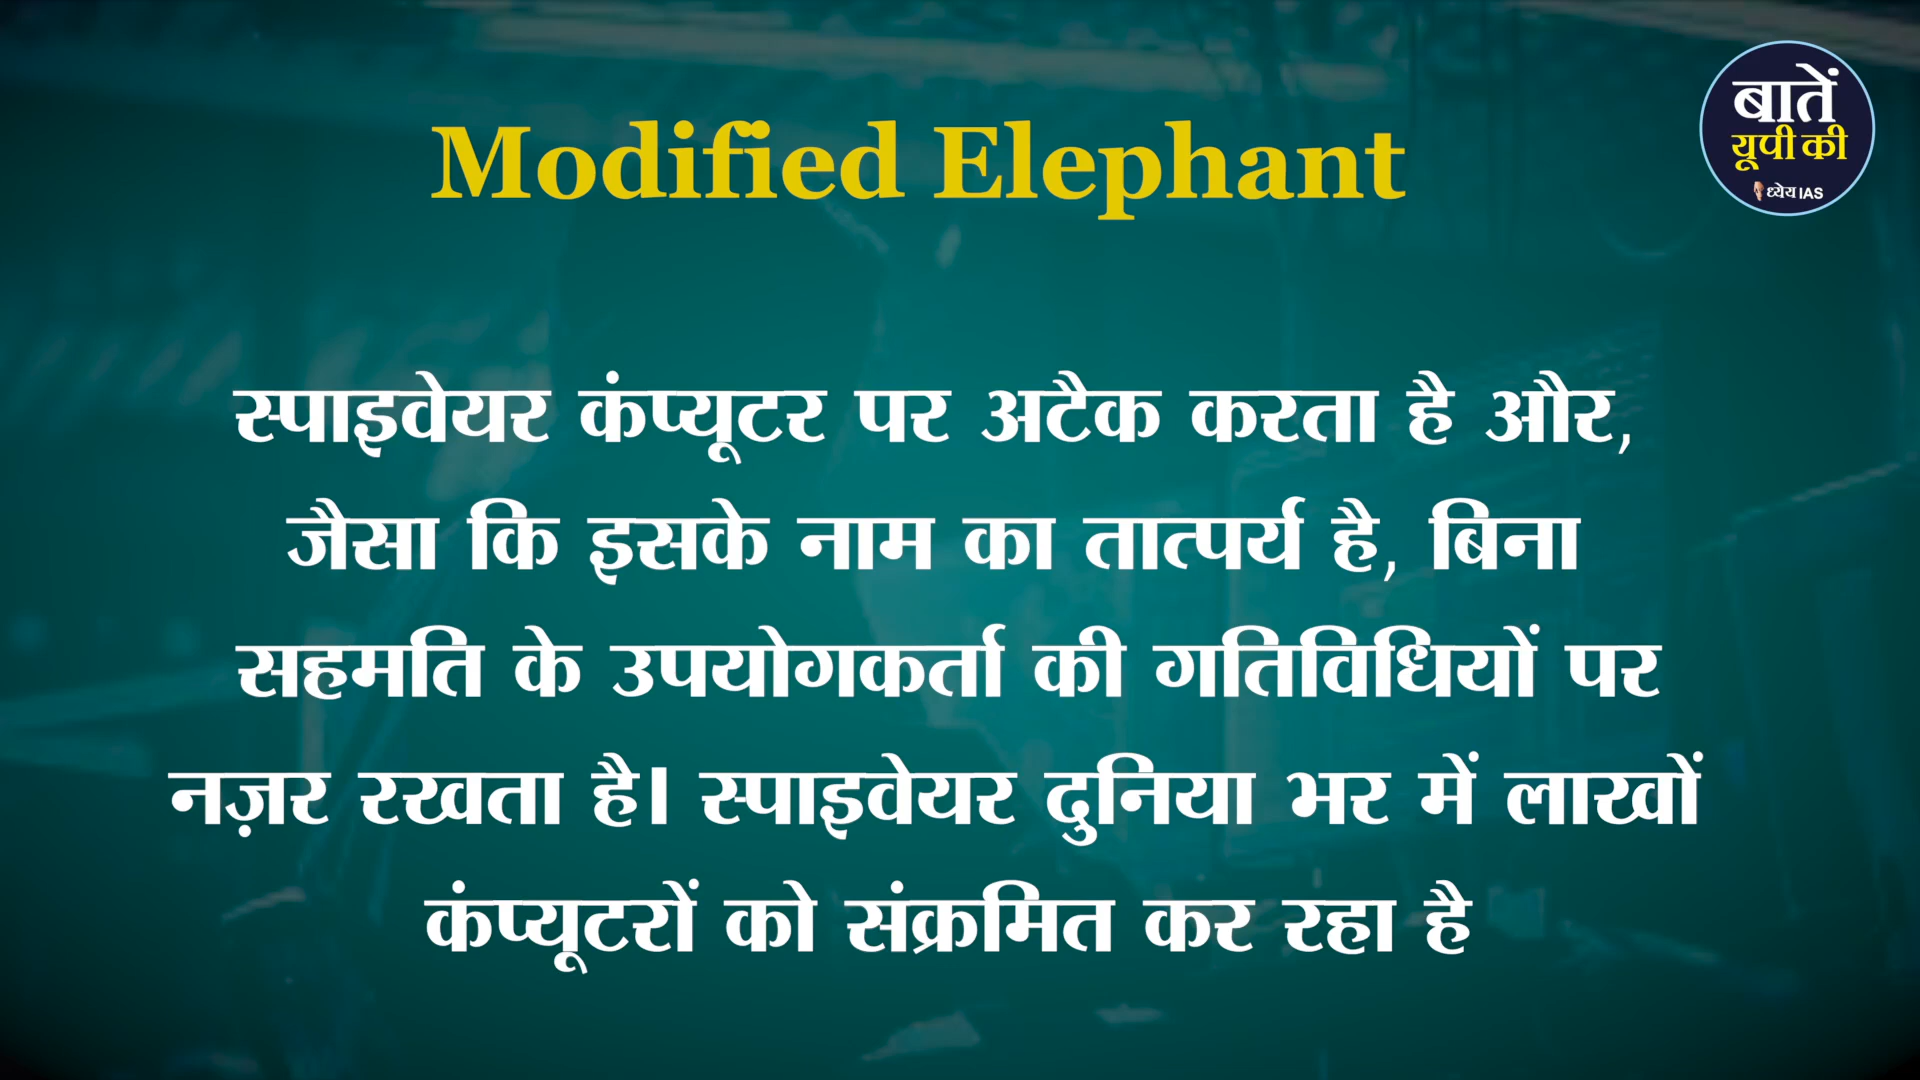 Modified Elephant
बातें
यूपी की
ध्येय IAS
स्पाइवेयर कंप्यूटर पर अटैक करता है और,
जैसा कि इसके नाम का तात्पर्य है, बिना
सहमति के उपयोगकर्ता की गतिविधियों पर
नज़र रखता है। स्पाइवेयर दुनिया भर में लाखों
कंप्यूटरों को संक्रमित कर रहा है